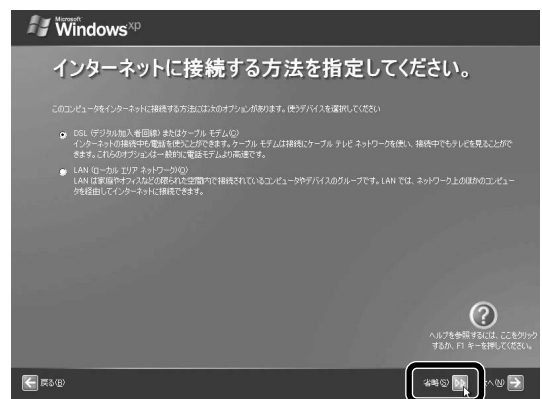 Microsoft
Windows xp
インターネットに接続する方法を指定してください。
このコンピュータをインターネットに接続する方法には次のオプションがあります。使うデバイスを選択してください
DSL (デジタル加入者回線) またはケーブル モデム(C)
インターネットの接続中も電話を使うことができます。ケーブル モデムは接続にケーブル テレビ ネットワークを使い、接続中でもテレビを見ることがで
きます。これらのオプションは一般的に電話モデムより高速です。
LAN (ローカル エリア ネットワーク)(O)
LAN は家庭やオフィスなどの限られた空間内で接続されているコンピュータやデバイスのグループです。LAN では、ネットワーク上のほかのコンピュー
タを経由してインターネットに接続できます。
ヘルプを参照するには、ここをクリック
するか、F1 キーを押してください。
戻る(B)
省略(S)
へ(N)